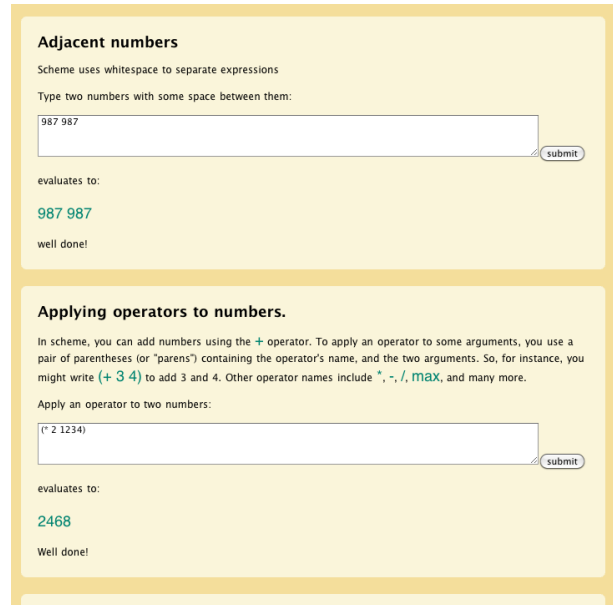 Adjacent numbers
Scheme uses whitespace to separate expressions
Type two numbers with some space between them:
987 987
submit
evaluates to:
987 987
well done!
Applying operators to numbers.
In scheme, you can add numbers using the + operator. To apply an operator to some arguments, you use a
pair of parentheses (or "parens") containing the operator's name, and the two arguments. So, for instance, you
might write (+ 3 4) to add 3 and 4. Other operator names include *, -, /, max, and many more.
Apply an operator to two numbers:
(* 2 1234)
submit
evaluates to:
2468
Well done!